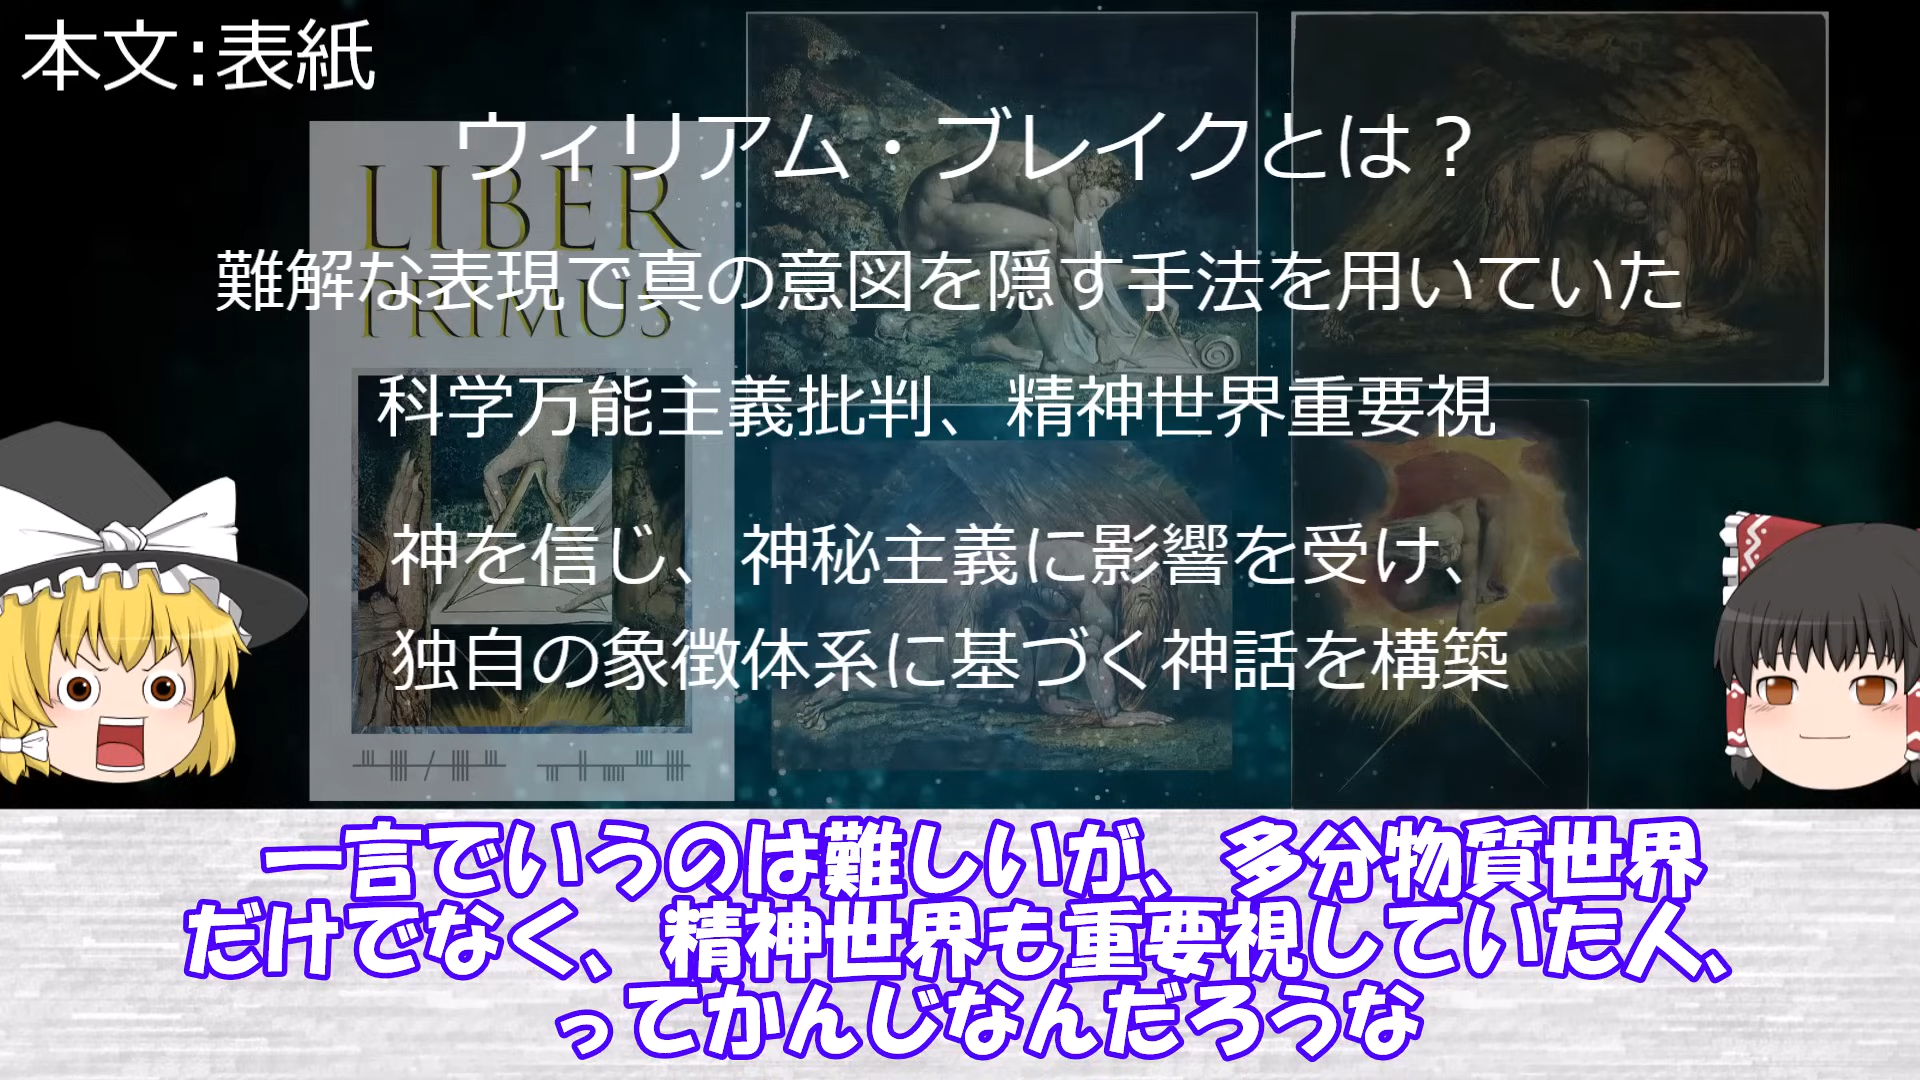 本文:表紙
ウィリアム・ブレイクとは？
LIBER
難解な表現で真の意図を隠す手法を用いていた
PRIMUS
科学万能主義批判、精神世界重要視
神を信じ、神秘主義に影響を受け、
独自の象徴体系に基づく神話を構築
一言でいうのは難しいが、多分物質世界
だけでなく、精神世界も重要視していた人、
ってかんじなんだろうな